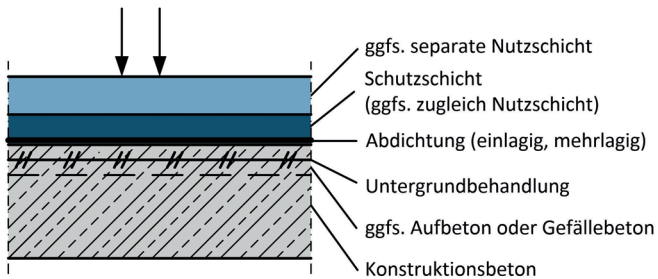 ggfs. separate Nutzschicht
Schutzschicht
(ggfs. zugleich Nutzschicht)
Abdichtung (einlagig, mehrlagig)
Untergrundbehandlung
ggfs. Aufbeton oder Gefällebeton
Konstruktionsbeton